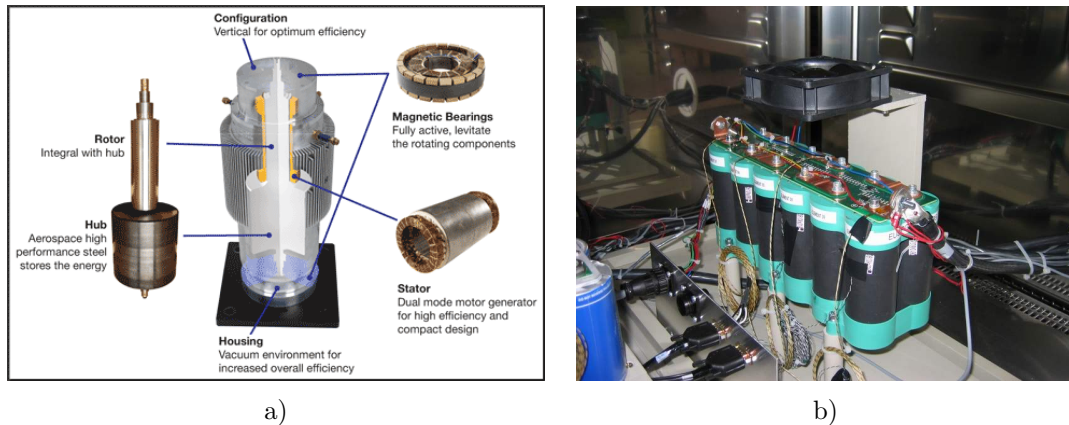 Configuration
Vertical for optimum efficiency
Magnetic Bearings
Fully active, levitate
the rotating components
Rotor
Integral with hub
Hub
Aerospace high
performance steel
stores the energy
Stator
Dual mode motor generator
for high efficiency and
compact design
Housing
Vacuum environment for
increased overall efficiency
a)
b)